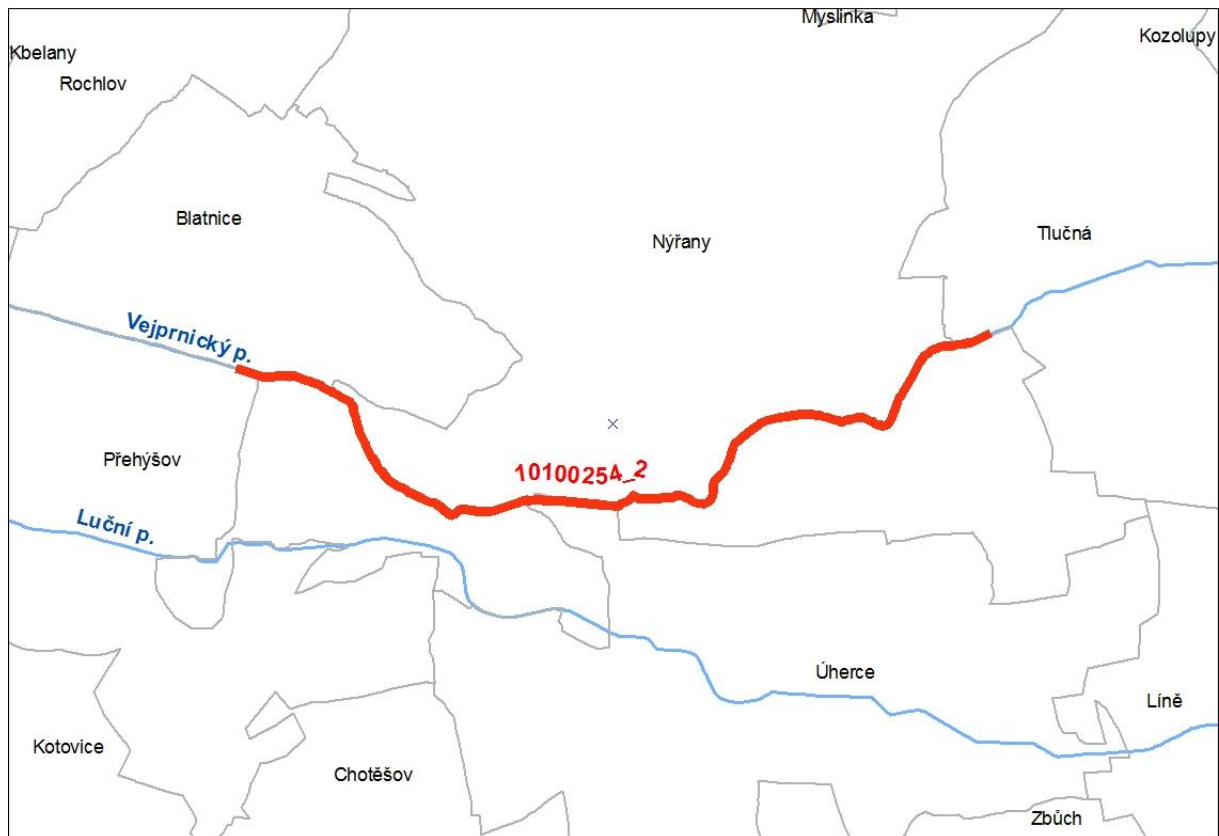 Myslinka
Kozolupy
Kbelany
Rochlov
Blatnice
Nýřany
Tlučná
Vejprnický p.
Přehýšov
10100254_2
Luční p.
Úherce
Líně
Kotovice
Chotěšov
Zbůch